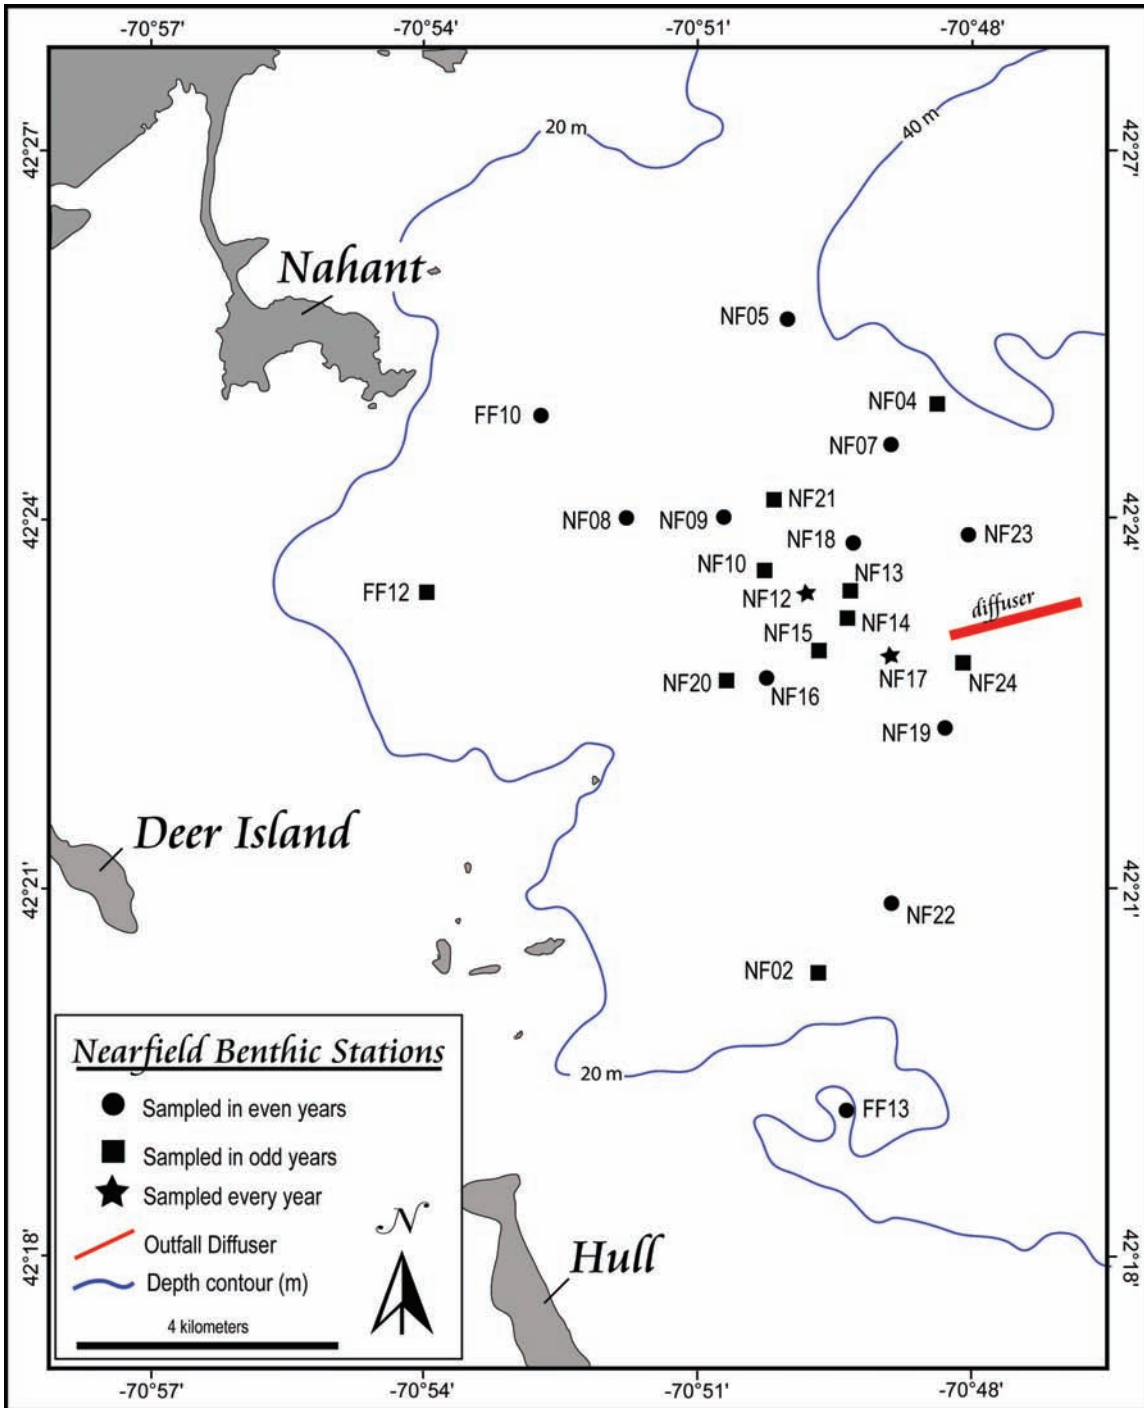 -70°57' -70°54' -70°51' -70°48'
20 m
40 m
42°27' 42°27'
Nahant
NF05
NF04
FF10
NF07
NF21
42°24' NF08 NF09 42°24'
NF18 NF23
NF10 NF13
FF12 NF12
diffuser
NF14
NF15
NF20 NF16 NF17 NF24
NF19
Deer Island
42°21' 42°21'
NF22
NF02
20 m
FF13
Nearfield Benthic Stations
Sampled in even years
Sampled in odd years
Sampled every year
N
Outfall Diffuser
Depth contour (m)
4 kilometers
Hull
42°18' 42°18'
-70°57' -70°54' -70°51' -70°48'